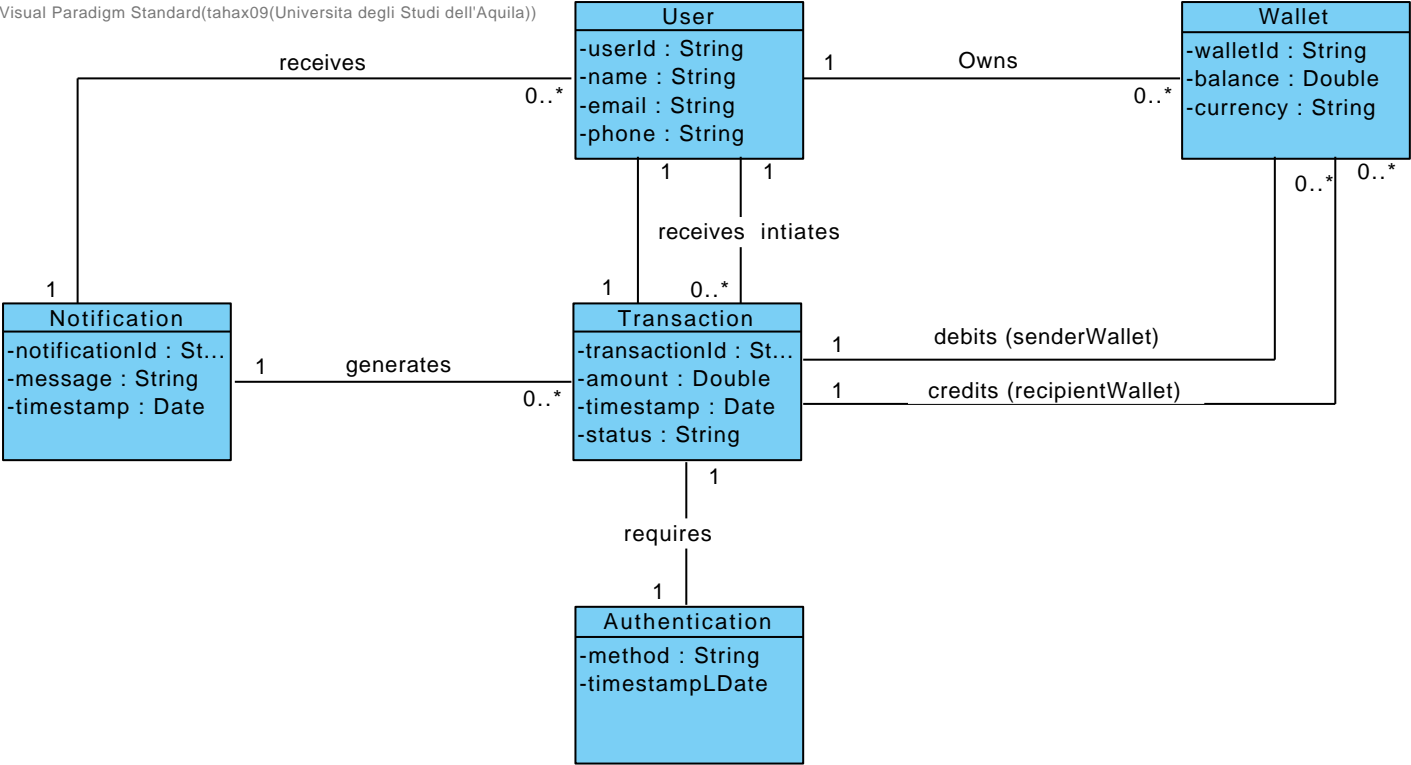 Visual Paradigm Standard(tahax09(Universita degli Studi dell'Aquila))
User
-userId : String
-name : String
-email : String
-phone : String
Wallet
-walletId : String
-balance : Double
-currency : String
receives
0..*
1
Owns
0..*
1
1
0..*
0..*
receives
intiates
1
1
0..*
Notification
-notificationId : St...
-message : String
-timestamp : Date
1
generates
0..*
Transaction
-transactionId : St...
-amount : Double
-timestamp : Date
-status : String
1
debits (senderWallet)
1
credits (recipientWallet)
1
requires
1
Authentication
-method : String
-timestampLDate